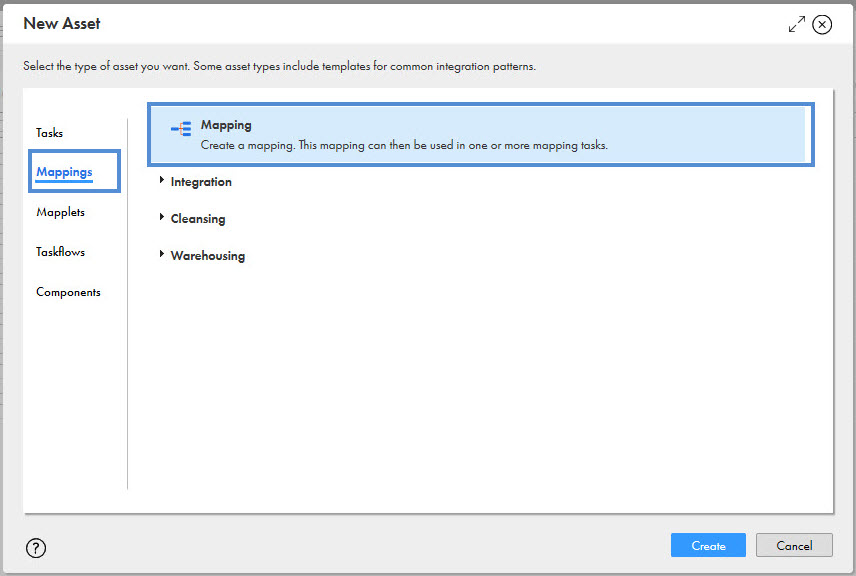 New Asset
Select the type of asset you want. Some asset types include templates for common integration patterns.
Tasks
Mappings
Mapplets
Taskflows
Components
Mapping
Create a mapping. This mapping can then be used in one or more mapping tasks.
Integration
Cleansing
Warehousing
?
Create
Cancel